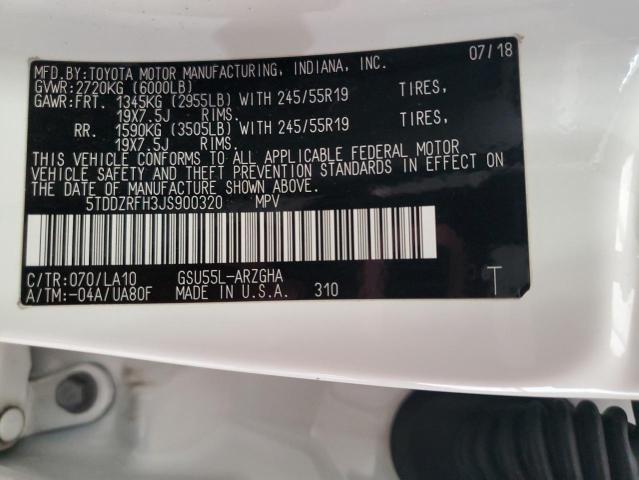 07/18
MFD.BY:TOYOTA MOTOR MANUFACTURING, INDIANA, INC.
GVWR:2720KG (6000LB)
GAWR:FRT. 1345KG (2955LB) WITH 245/55R19 TIRES,
19X7.5J RIMS.
RR. 1590KG (3505LB) WITH 245/55R19 TIRES,
19X7.5J RIMS.
THIS VEHICLE CONFORMS TO ALL APPLICABLE FEDERAL MOTOR
VEHICLE SAFETY AND THEFT PREVENTION STANDARDS IN EFFECT ON
THE DATE OF MANUFACTURE SHOWN ABOVE.
5TDDZRFH3JS900320 MPV
C/TR:070/LA10 GSU55L-ARZGHA
A/TM:-04A/UA80F MADE IN U.S.A. 310
T